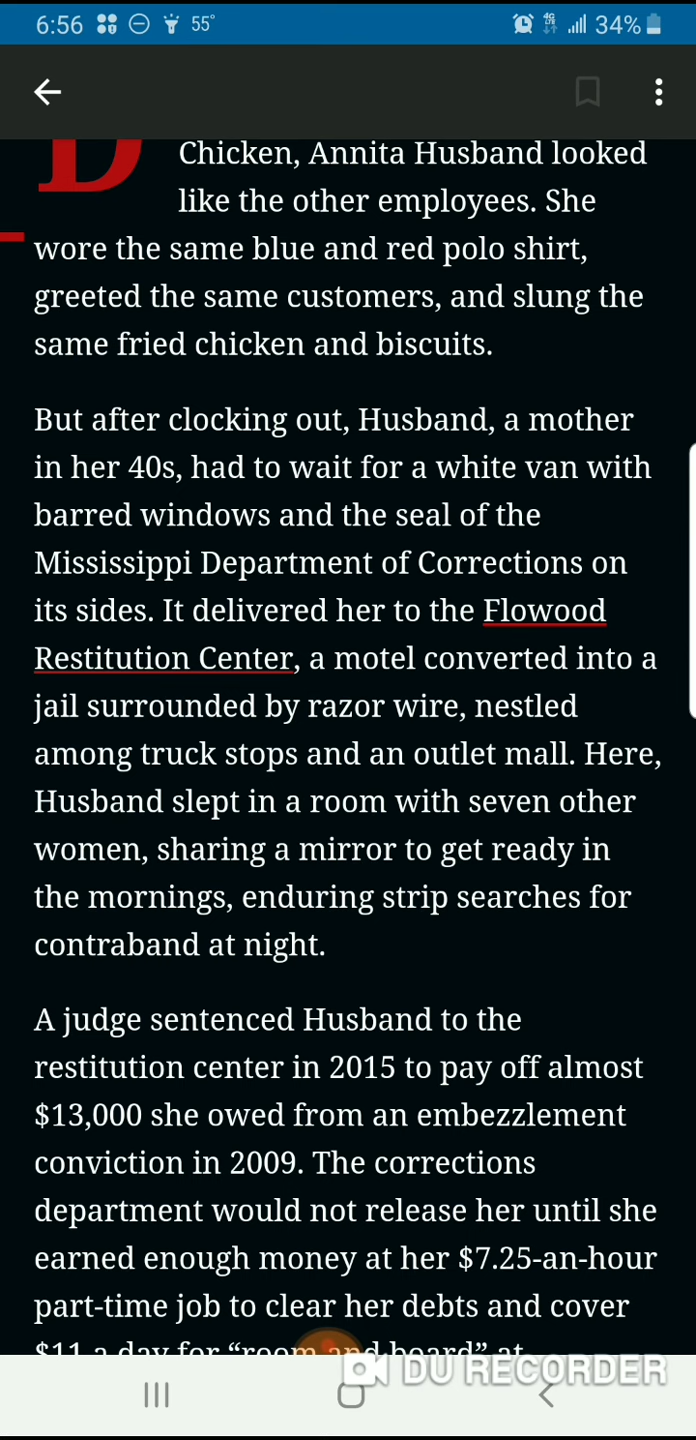 6:56 55° 4G 34%
D
Chicken, Annita Husband looked
like the other employees. She
wore the same blue and red polo shirt,
greeted the same customers, and slung the
same fried chicken and biscuits.
But after clocking out, Husband, a mother
in her 40s, had to wait for a white van with
barred windows and the seal of the
Mississippi Department of Corrections on
its sides. It delivered her to the Flowood
Restitution Center, a motel converted into a
jail surrounded by razor wire, nestled
among truck stops and an outlet mall. Here,
Husband slept in a room with seven other
women, sharing a mirror to get ready in
the mornings, enduring strip searches for
contraband at night.
A judge sentenced Husband to the
restitution center in 2015 to pay off almost
$13,000 she owed from an embezzlement
conviction in 2009. The corrections
department would not release her until she
earned enough money at her $7.25-an-hour
part-time job to clear her debts and cover
$11 a day for “room and board” at
DU RECORDER